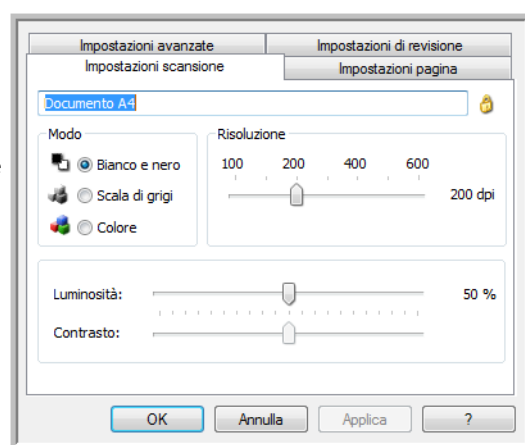 Impostazioni avanzate Impostazioni di revisione
Impostazioni scansione Impostazioni pagina
Documento A4
Modo
Bianco e nero
Scala di grigi
Colore
Risoluzione
100 200 400 600
200 dpi
Luminosità: 50 %
Contrasto:
OK Annulla Applica ?